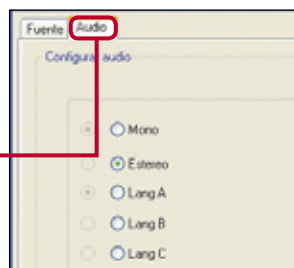 Fuente Audio
Configurar audio
Mono
Estereo
Lang A
Lang B
Lang C